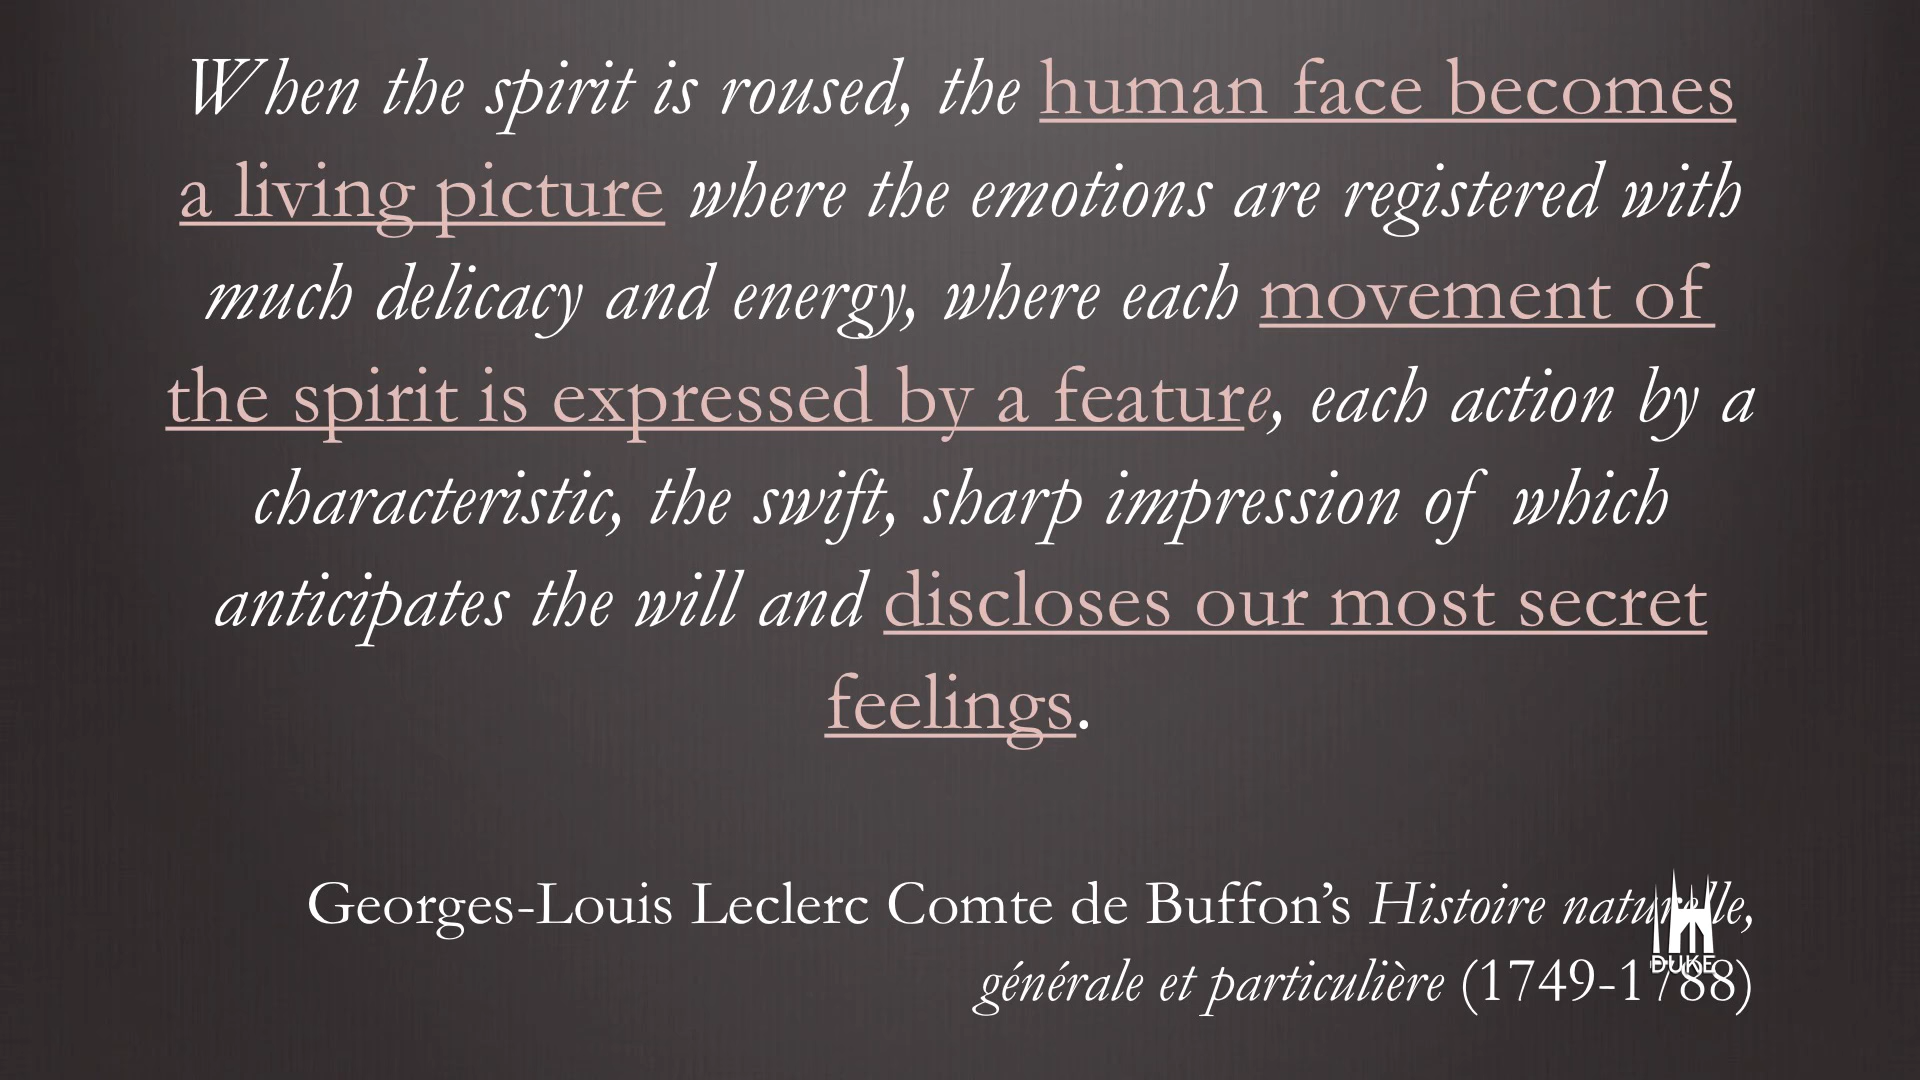 When the spirit is roused, the human face becomes
a living picture where the emotions are registered with
much delicacy and energy, where each movement of
the spirit is expressed by a feature, each action by a
characteristic, the swift, sharp impression of which
anticipates the will and discloses our most secret
feelings.
Georges-Louis Leclerc Comte de Buffon’s Histoire naturelle,
générale et particulière (1749-1788)
DUKE